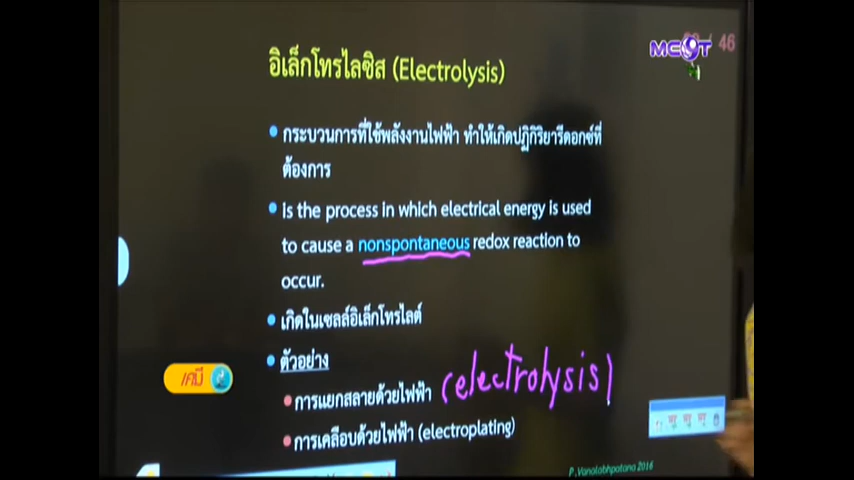 MCOT
46
อิเล็กโทรไลซิส (Electrolysis)
กระบวนการที่ใช้พลังงานไฟฟ้า ทำให้เกิดปฏิกิริยารีดอกซ์ที่
ต้องการ
is the process in which electrical energy is used
to cause a nonspontaneous redox reaction to
occur.
เกิดในเซลล์อิเล็กโทรไลต์
ตัวอย่าง
เคมี
การแยกสลายด้วยไฟฟ้า (electrolysis)
การเคลือบด้วยไฟฟ้า (electroplating)
P.Vanalabhpatana 2016